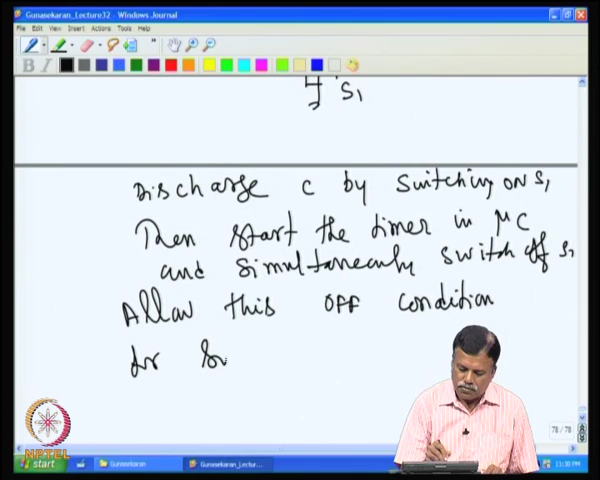 Gunasekaran_Lecture32 - Windows Journal
File Edit View Insert Actions Tools Help
B I
S1
Discharge C by switching ON S1
Then start the timer in μC
and simultaneously switch off S1
Allow this OFF condition
for
78 / 78
NPTEL
start
Gunasekaran
Gunasekaran_Lectur...
11:30 PM